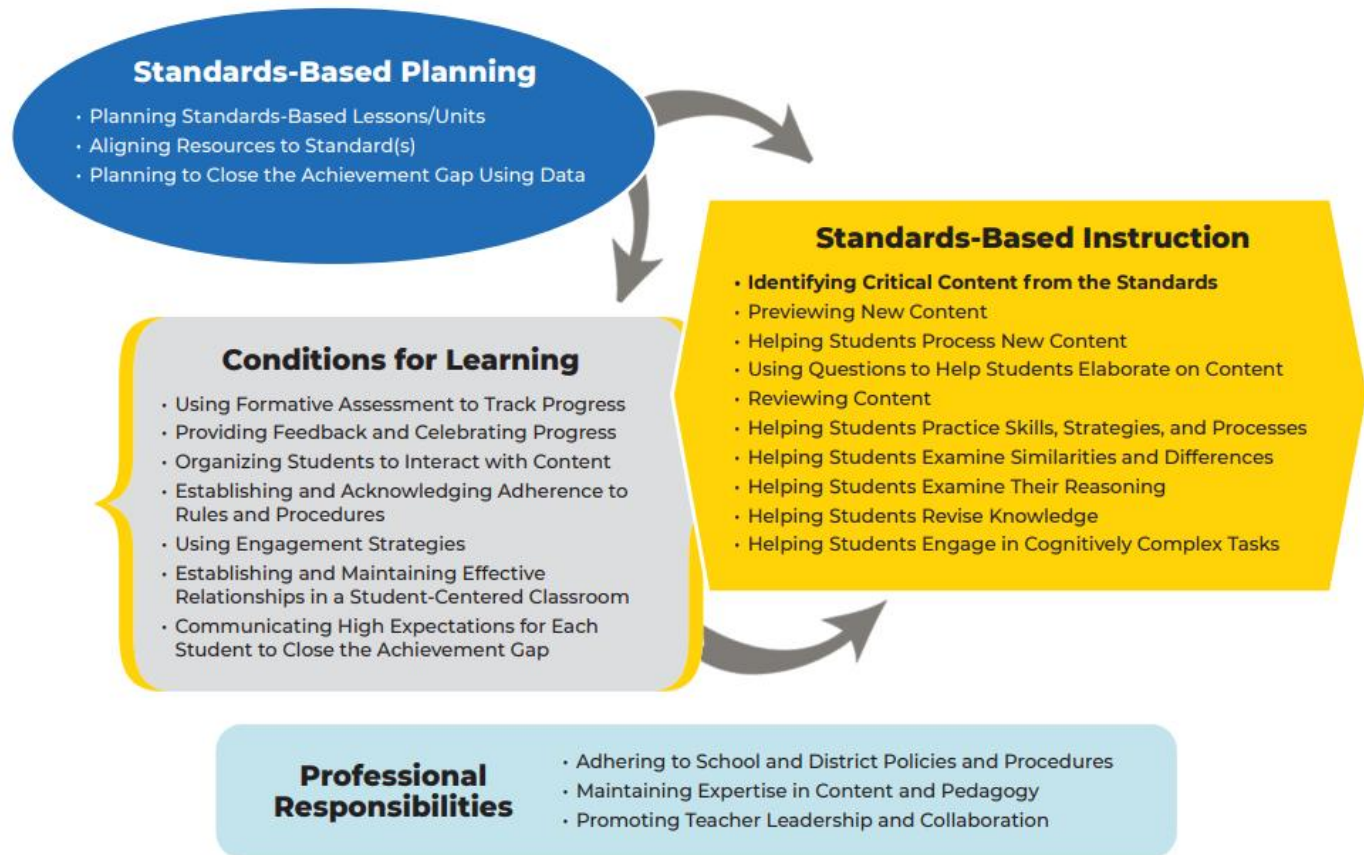 Standards-Based Planning
• Planning Standards-Based Lessons/Units
• Aligning Resources to Standard(s)
• Planning to Close the Achievement Gap Using Data
Standards-Based Instruction
• Identifying Critical Content from the Standards
• Previewing New Content
• Helping Students Process New Content
• Using Questions to Help Students Elaborate on Content
• Reviewing Content
• Helping Students Practice Skills, Strategies, and Processes
• Helping Students Examine Similarities and Differences
• Helping Students Examine Their Reasoning
• Helping Students Revise Knowledge
• Helping Students Engage in Cognitively Complex Tasks
Conditions for Learning
• Using Formative Assessment to Track Progress
• Providing Feedback and Celebrating Progress
• Organizing Students to Interact with Content
• Establishing and Acknowledging Adherence to
Rules and Procedures
• Using Engagement Strategies
• Establishing and Maintaining Effective
Relationships in a Student-Centered Classroom
• Communicating High Expectations for Each
Student to Close the Achievement Gap
Professional
Responsibilities
• Adhering to School and District Policies and Procedures
• Maintaining Expertise in Content and Pedagogy
• Promoting Teacher Leadership and Collaboration